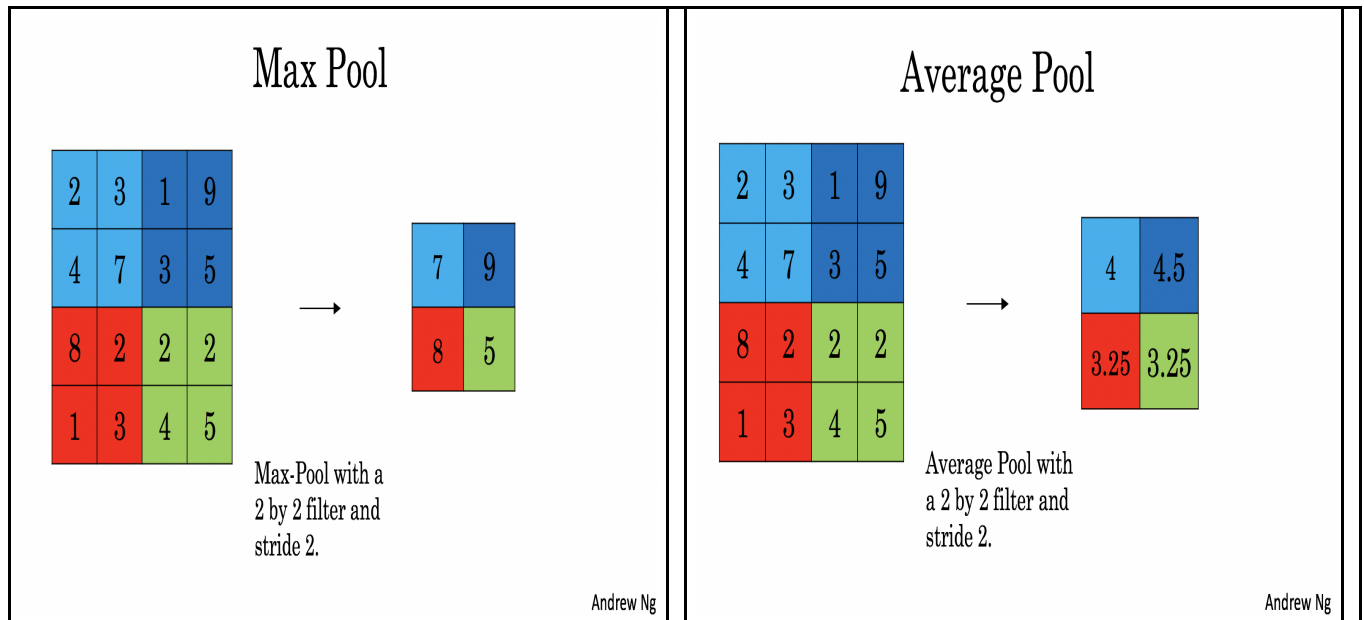 Max Pool
2 3 1 9
4 7 3 5
8 2 2 2
1 3 4 5
7 9
8 5
Max-Pool with a
2 by 2 filter and
stride 2.
Andrew Ng
Average Pool
2 3 1 9
4 7 3 5
8 2 2 2
1 3 4 5
4 4.5
3.25 3.25
Average Pool with
a 2 by 2 filter and
stride 2.
Andrew Ng